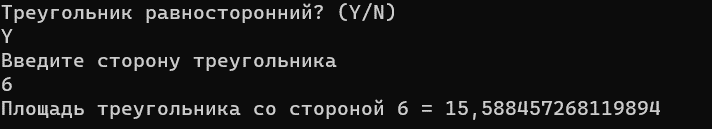 Треугольник равносторонний? (Y/N)
Y
Введите сторону треугольника
6
Площадь треугольника со стороной 6 = 15,588457268119894